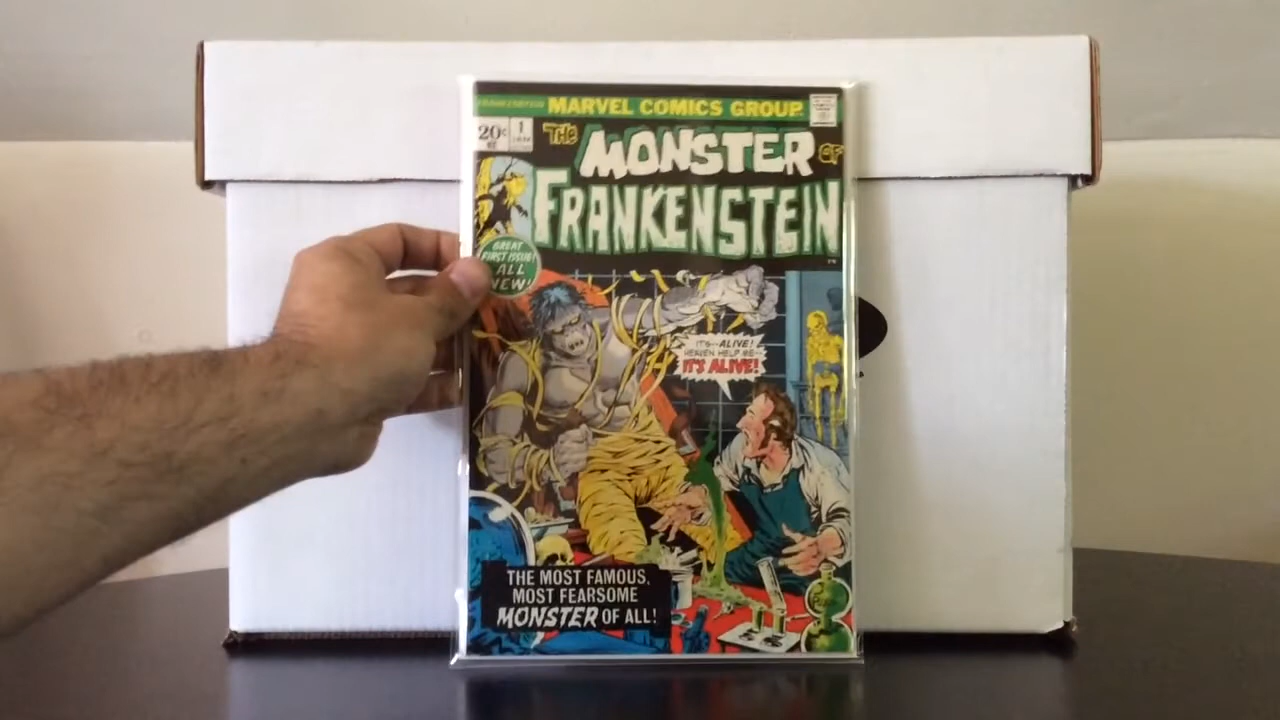 MARVEL COMICS GROUP
20¢ 1
THE MONSTER OF
FRANKENSTEIN
GREAT
FIRST ISSUE!
ALL
NEW!
IT'S--ALIVE!
HEAVEN HELP ME--
IT'S ALIVE!
THE MOST FAMOUS,
MOST FEARSOME
MONSTER OF ALL!